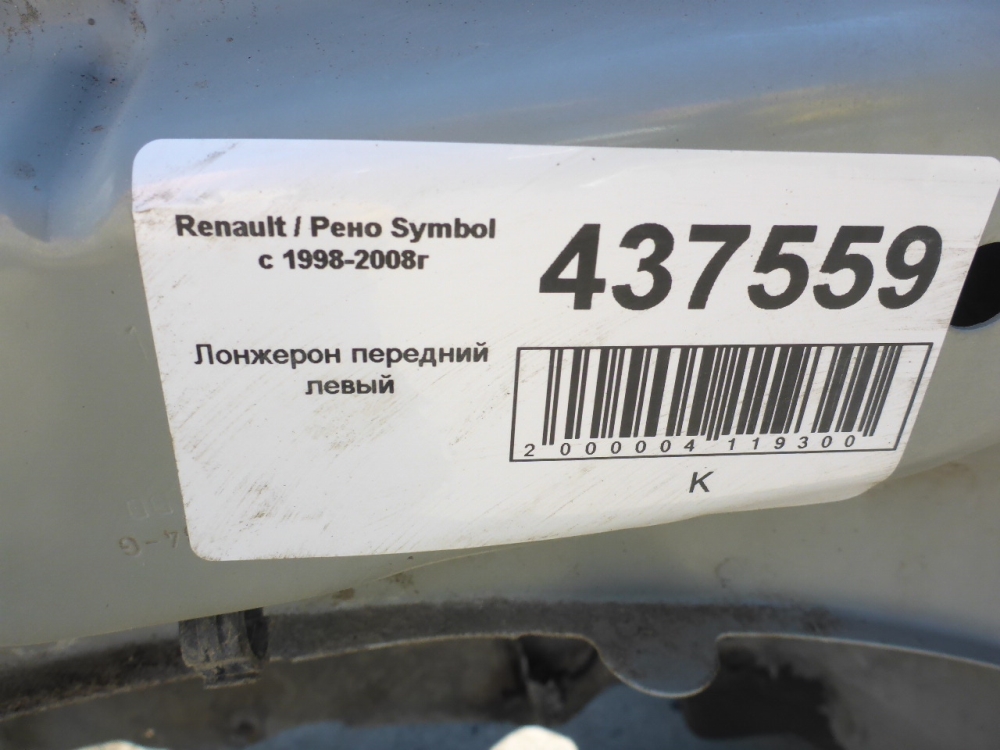 Renault / Рено Symbol
с 1998-2008г
437559
Лонжерон передний
левый
2 000004 119300
K